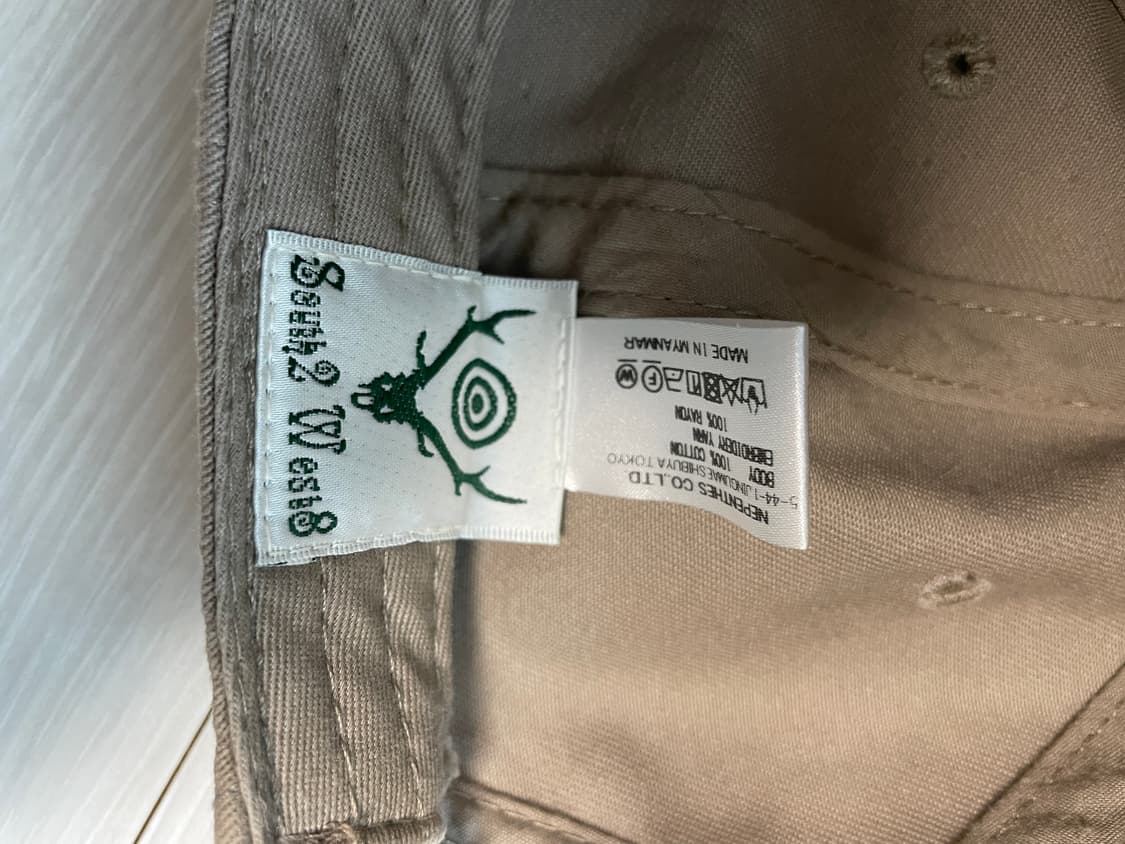 South2 West8
NEPENTHES CO.,LTD.
5-44-1,JINGUMAE SHIBUYA TOKYO
BODY 100% COTTON
EMBROIDERY YARN
100% RAYON
F W
MADE IN MYANMAR